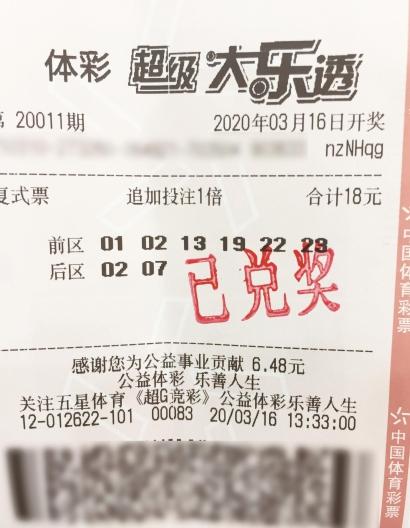 体彩 超级大乐透
第 20011期 2020年03月16日开奖
nzNHqg
复式票 追加投注1倍 合计18元
前区 01 02 13 19 22 23
后区 02 07
已兑奖
感谢您为公益事业贡献 6.48元
公益体彩 乐善人生
关注五星体育《超G竞彩》公益体彩乐善人生
12-012622-101 00083 20/03/16 13:33:00
中国体育彩票
中国体育彩票